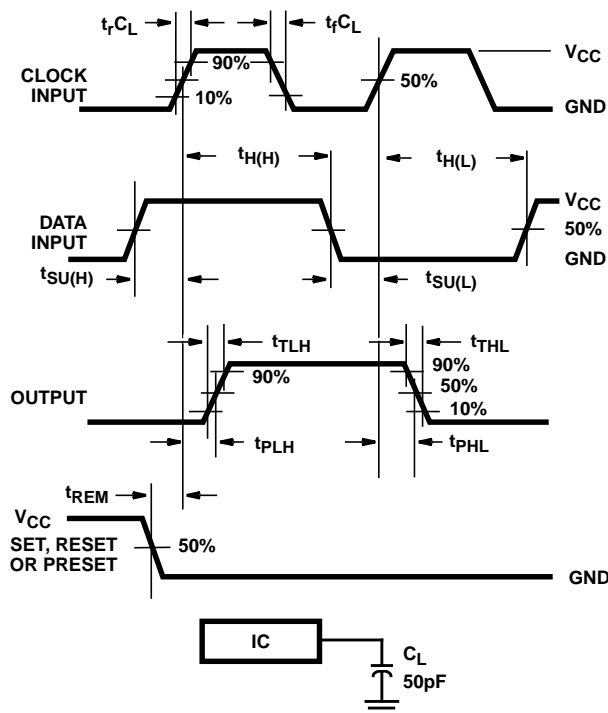 trCL
tfCL
90%
10%
50%
VCC
GND
CLOCK
INPUT
tH(H)
tH(L)
VCC
50%
GND
DATA
INPUT
tSU(H)
tSU(L)
tTLH
tTHL
90%
90%
50%
10%
OUTPUT
tPLH
tPHL
tREM
VCC
SET, RESET
OR PRESET
50%
GND
IC
CL
50pF